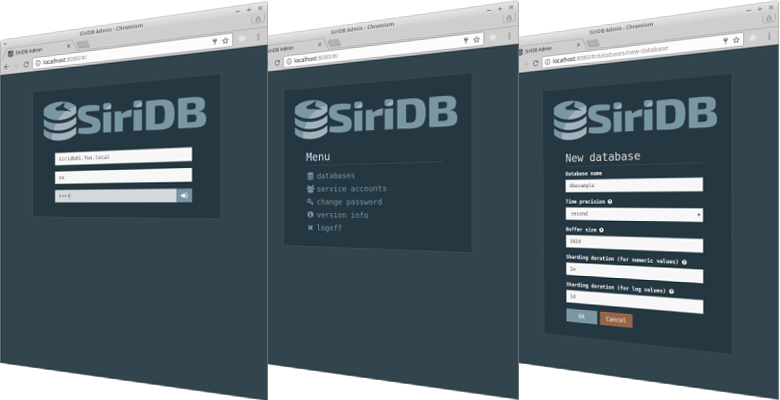 SiriDB Admin - Chromium
SiriDB Admin
localhost:8080/#/
SiriDB
siridb01.foo.local
sa
SiriDB Admin - Chromium
SiriDB Admin
localhost:8080/#/
SiriDB
Menu
databases
service accounts
change password
version info
logoff
SiriDB Admin - Chromium
SiriDB Admin
localhost:8080/#/databases/new-database
SiriDB
New database
Database name
dbexample
Time precision
second
Buffer size
1024
Sharding duration (for numeric values)
1w
Sharding duration (for log values)
1d
Ok
Cancel